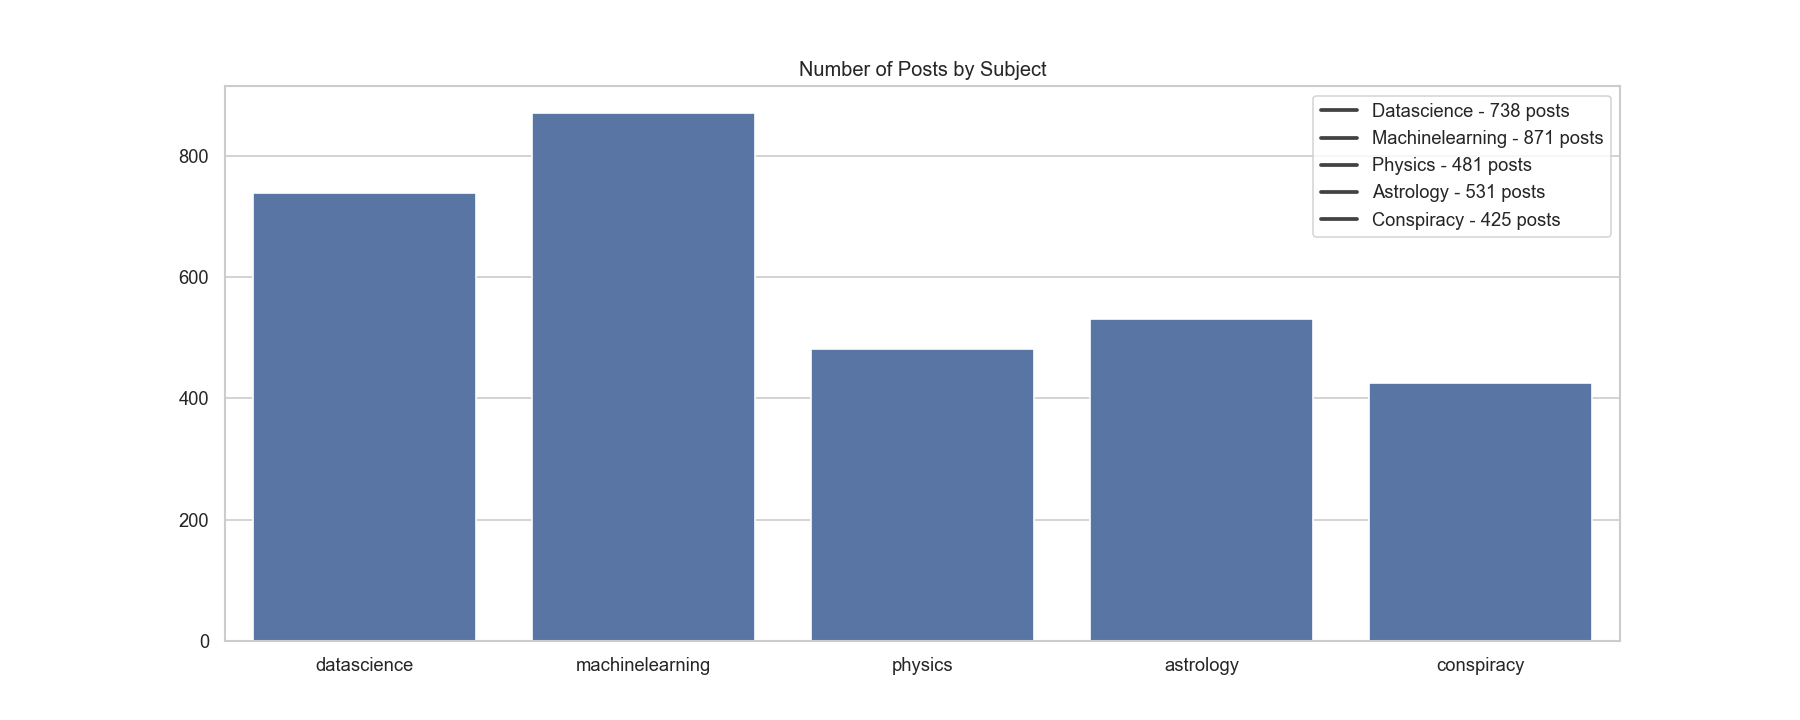 Number of Posts by Subject
Datascience - 738 posts
Machinelearning - 871 posts
Physics - 481 posts
Astrology - 531 posts
Conspiracy - 425 posts
800
600
400
200
0
datascience
machinelearning
physics
astrology
conspiracy